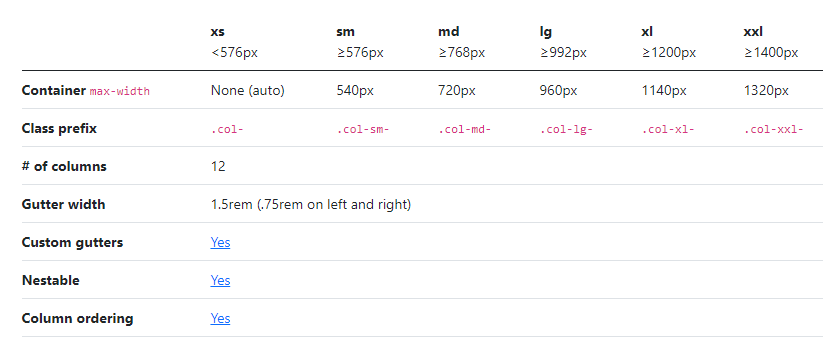 xs sm md lg xl xxl
<576px ≥576px ≥768px ≥992px ≥1200px ≥1400px
Container max-width None (auto) 540px 720px 960px 1140px 1320px
Class prefix .col- .col-sm- .col-md- .col-lg- .col-xl- .col-xxl-
# of columns 12
Gutter width 1.5rem (.75rem on left and right)
Custom gutters Yes
Nestable Yes
Column ordering Yes